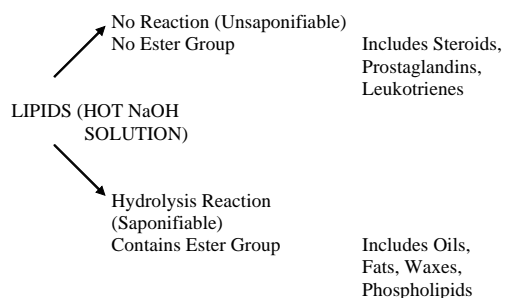 No Reaction (Unsaponifiable)
No Ester Group
Includes Steroids,
Prostaglandins,
Leukotrienes
LIPIDS (HOT NaOH
SOLUTION)
Hydrolysis Reaction
(Saponifiable)
Contains Ester Group
Includes Oils,
Fats, Waxes,
Phospholipids